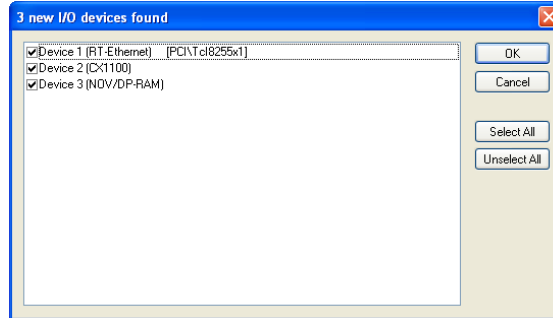 3 new I/O devices found
Device 1 (RT-Ethernet) [PCI\TcI8255x1]
Device 2 (CX1100)
Device 3 (NOV/DP-RAM)
OK
Cancel
Select All
Unselect All